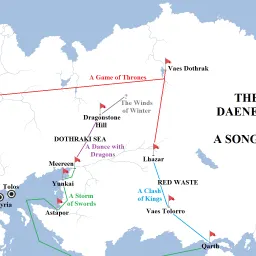 Vaes Dothrak
A Game of Thrones
The Winds
of Winter
THE
DAENE
Dragonstone
Hill
DOTHRAKI SEA
A Dance with
Dragons
A SONG
Meereen
Lhazar
Yunkai
RED WASTE
Tolos
A Storm
of Swords
A Clash
of Kings
yria
Astapor
Vaes Tolorro
Qarth